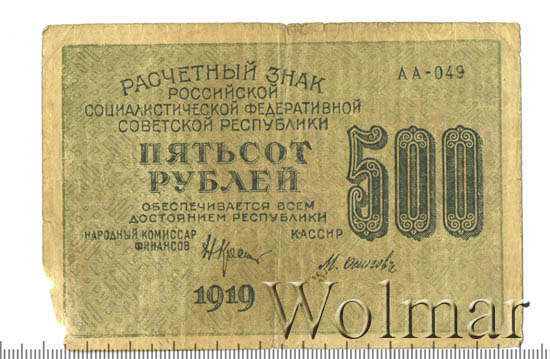 РАСЧЕТНЫЙ ЗНАК
РОССИЙСКОЙ
СОЦИАЛИСТИЧЕСКОЙ ФЕДЕРАТИВНОЙ
СОВЕТСКОЙ РЕСПУБЛИКИ
АА-049
ПЯТЬСОТ
РУБЛЕЙ
500
ОБЕСПЕЧИВАЕТСЯ ВСЕМ
ДОСТОЯНИЕМ РЕСПУБЛИКИ
НАРОДНЫЙ КОМИССАР
ФИНАНСОВ
КАССИР
М. Осипов
1919
Wolmar